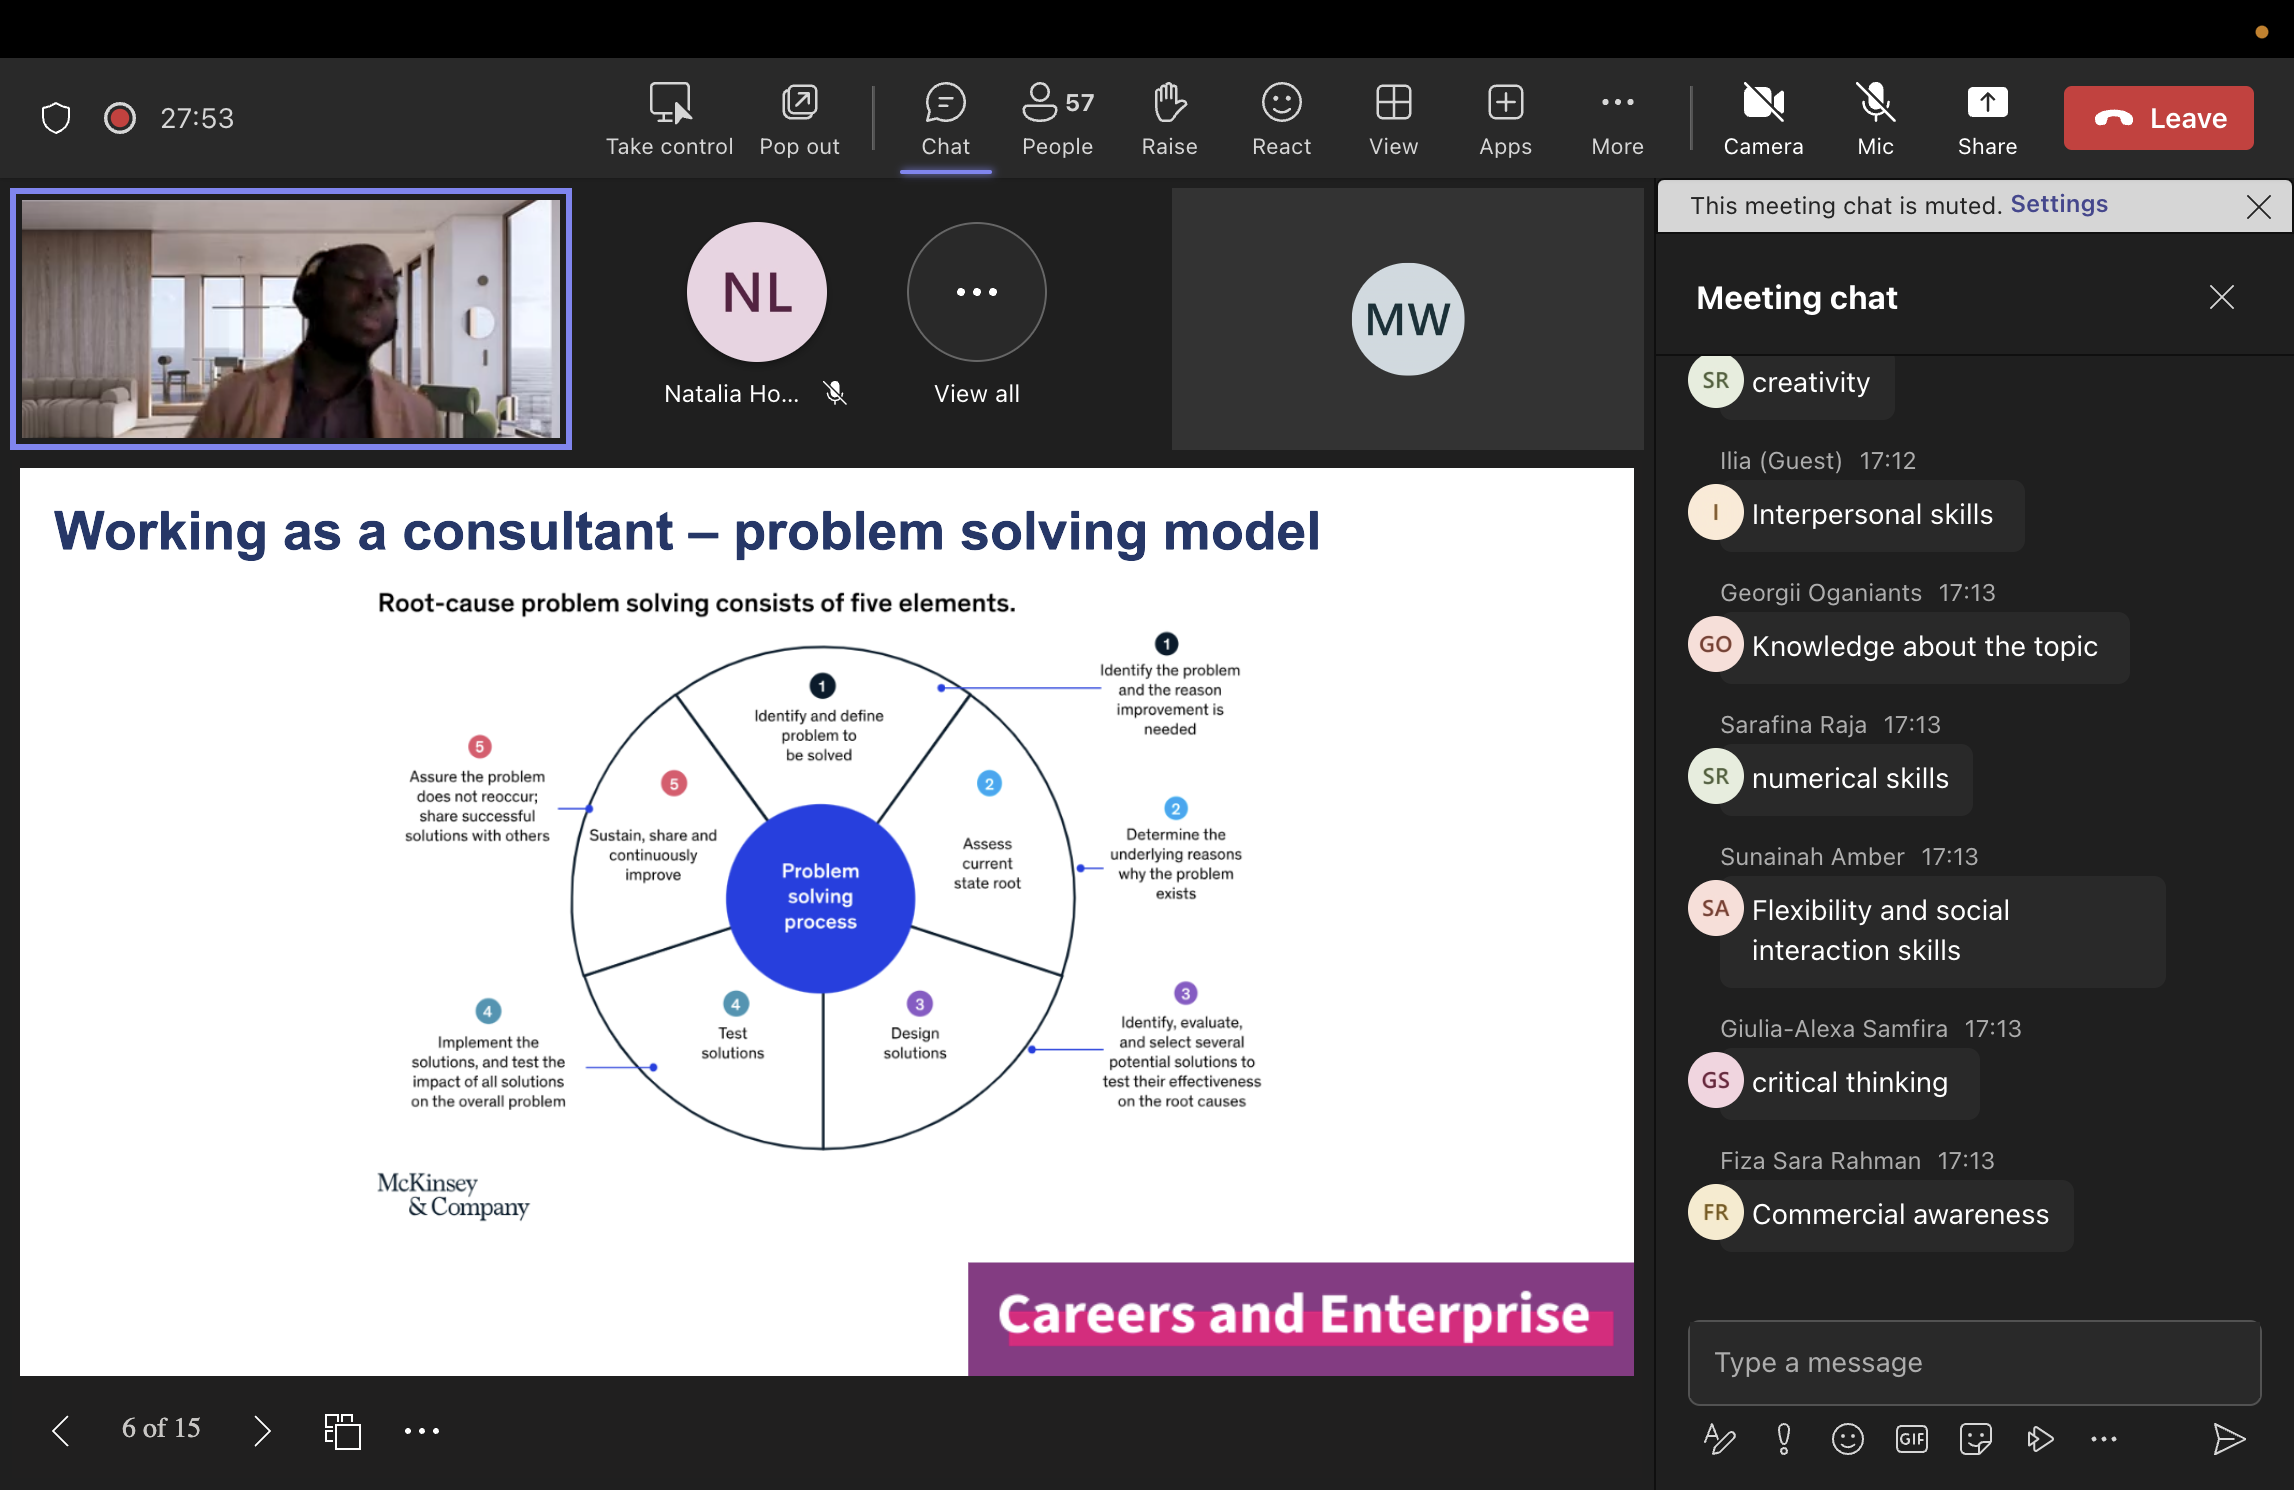 27:53
Take control
Pop out
Chat
57
People
Raise
React
View
Apps
More
Camera
Mic
Share
Leave
NL
Natalia Ho...
View all
MW
This meeting chat is muted. Settings
Meeting chat
SR
creativity
Ilia (Guest) 17:12
I
Interpersonal skills
Georgii Oganiants 17:13
GO
Knowledge about the topic
Sarafina Raja 17:13
SR
numerical skills
Sunainah Amber 17:13
SA
Flexibility and social
interaction skills
Giulia-Alexa Samfira 17:13
GS
critical thinking
Fiza Sara Rahman 17:13
FR
Commercial awareness
Type a message
GIF
Working as a consultant – problem solving model
Root-cause problem solving consists of five elements.
1
Identify and define
problem to
be solved
1
Identify the problem
and the reason
improvement is
needed
2
Assess
current
state root
2
Determine the
underlying reasons
why the problem
exists
3
Design
solutions
3
Identify, evaluate,
and select several
potential solutions to
test their effectiveness
on the root causes
4
Test
solutions
4
Implement the
solutions, and test the
impact of all solutions
on the overall problem
5
Sustain, share and
continuously
improve
5
Assure the problem
does not reoccur;
share successful
solutions with others
Problem
solving
process
McKinsey
& Company
Careers and Enterprise
6 of 15